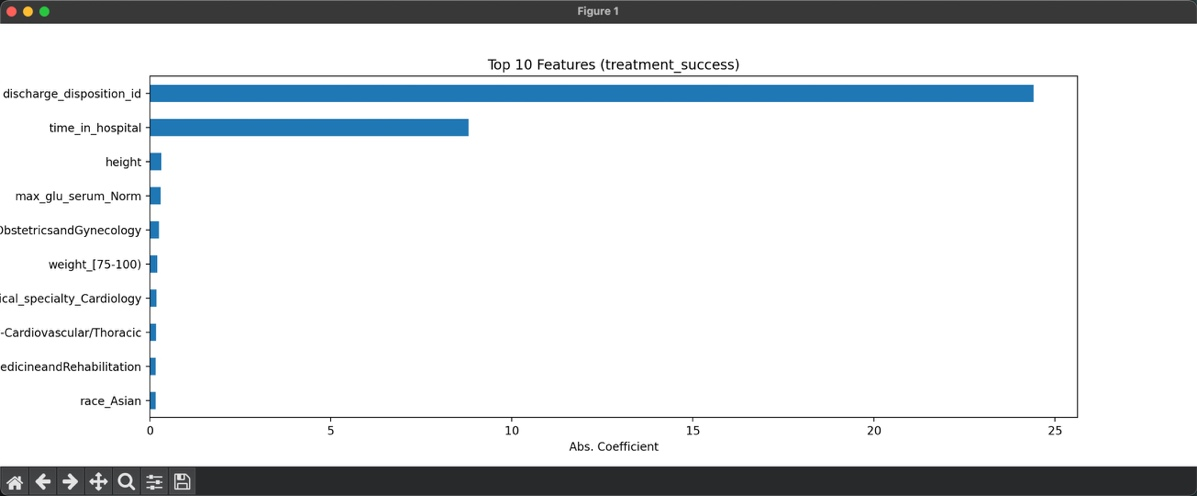 Figure 1
Top 10 Features (treatment_success)
discharge_disposition_id
time_in_hospital
height
max_glu_serum_Norm
ObstetricsandGynecology
weight_[75-100)
ical_specialty_Cardiology
-Cardiovascular/Thoracic
edicineandRehabilitation
race_Asian
0 5 10 15 20 25
Abs. Coefficient